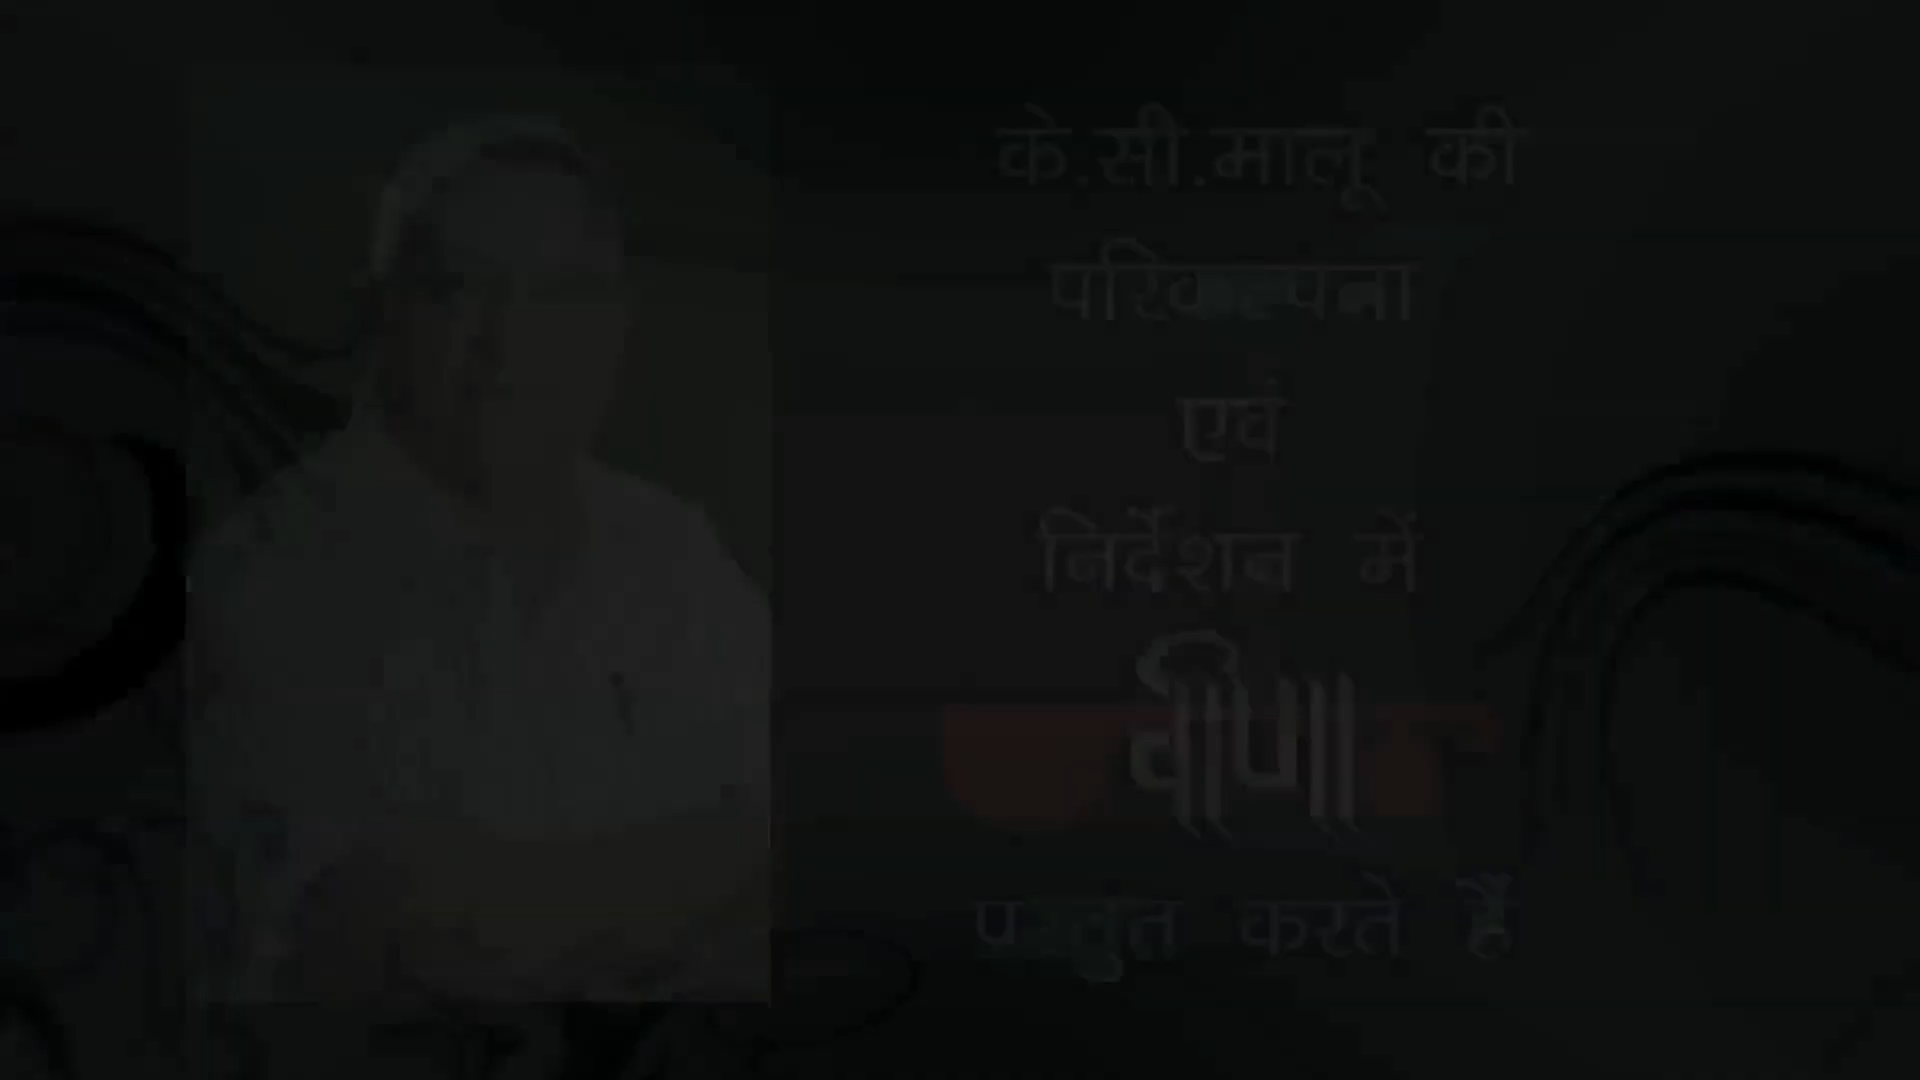 के.सी.मालू की
परिकल्पना
एवं
निर्देशन में
वीणा
प्रस्तुत करते हैं